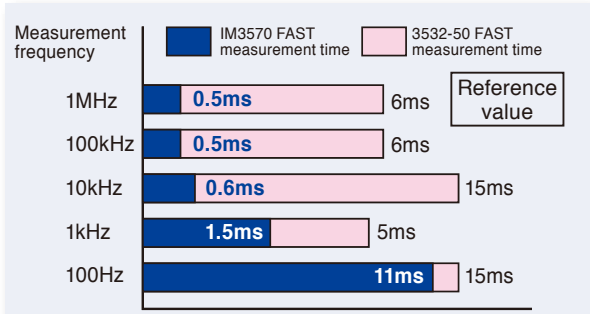 Measurement
frequency
IM3570 FAST
measurement time
3532-50 FAST
measurement time
Reference
value
1MHz 0.5ms 6ms
100kHz 0.5ms 6ms
10kHz 0.6ms 15ms
1kHz 1.5ms 5ms
100Hz 11ms 15ms